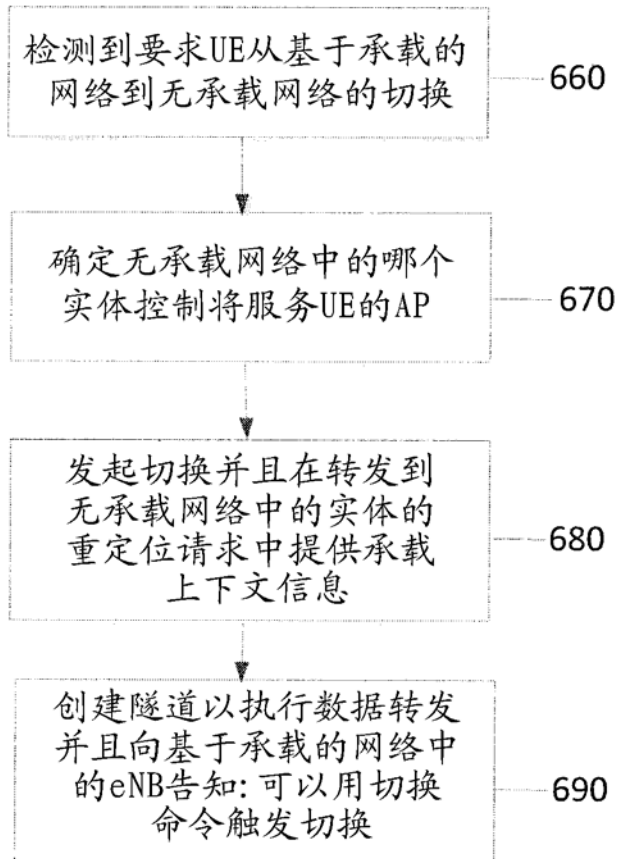 检测到要求UE从基于承载的
网络到无承载网络的切换
660
确定无承载网络中的哪个
实体控制将服务UE的AP
670
发起切换并且在转发到
无承载网络中的实体的
重定位请求中提供承载
上下文信息
680
创建隧道以执行数据转发
并且向基于承载的网络中
的eNB告知:可以用切换
命令触发切换
690